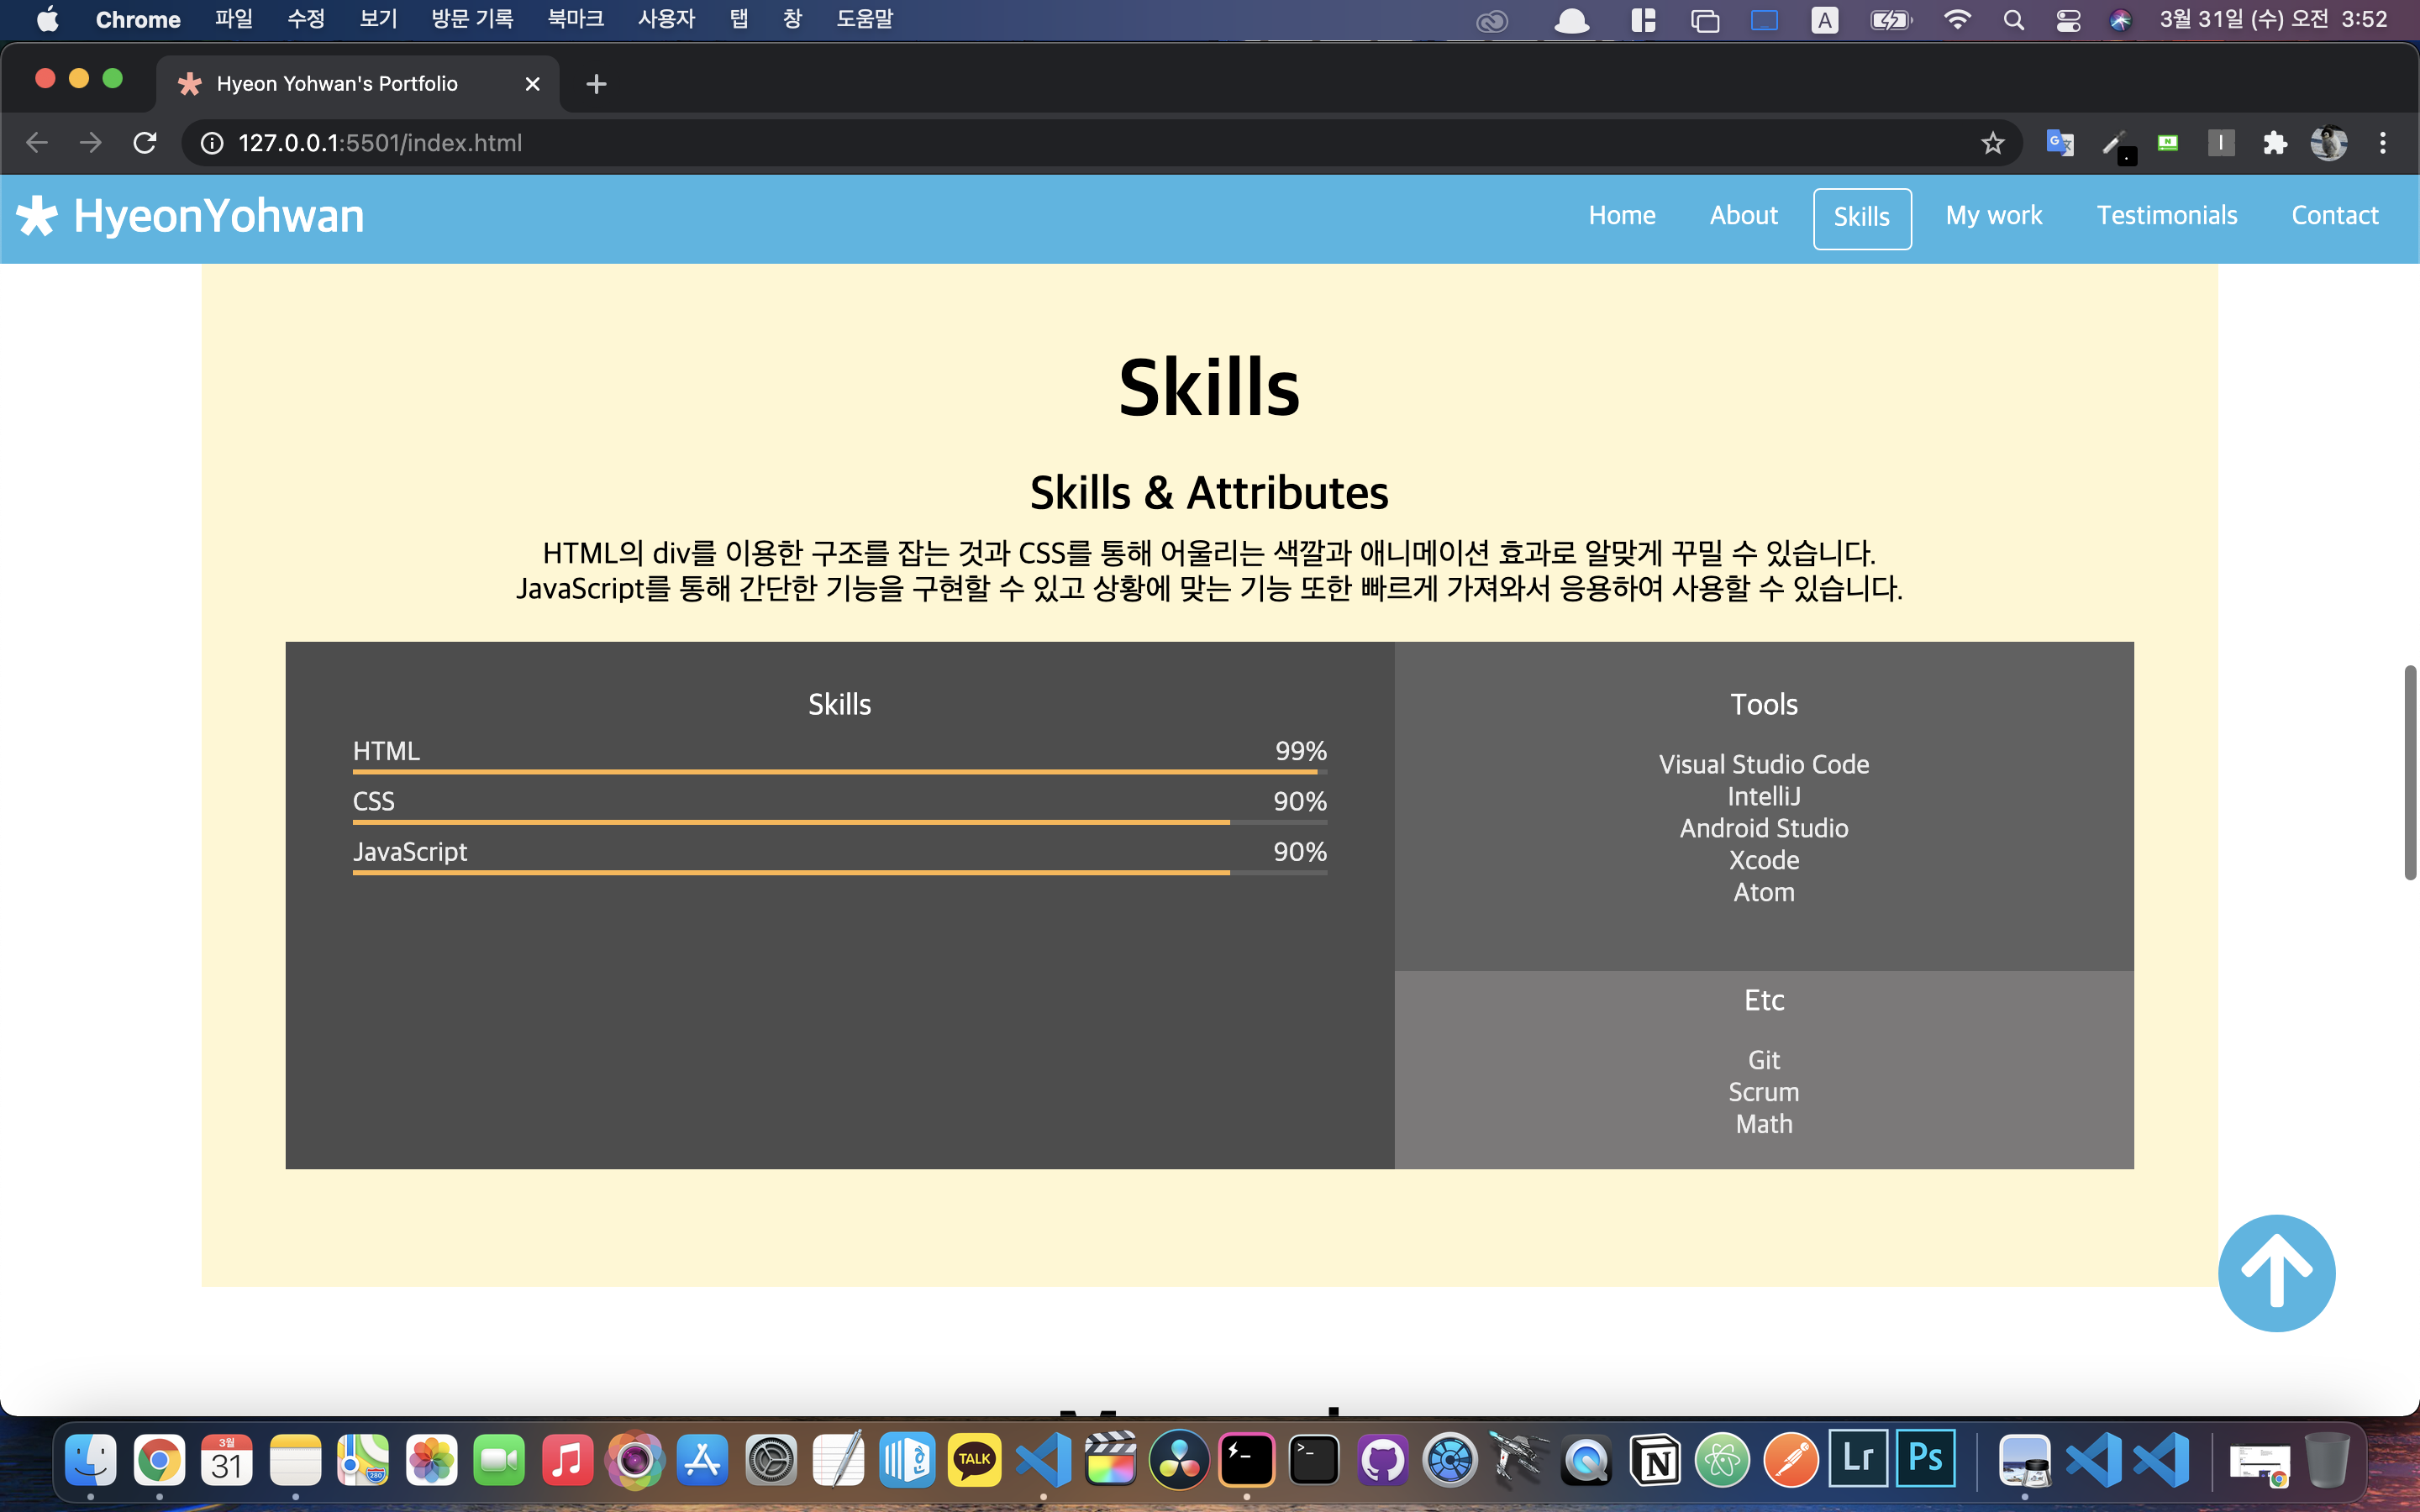 Chrome 파일 수정 보기 방문 기록 북마크 사용자 탭 창 도움말 A 3월 31일 (수) 오전 3:52
Hyeon Yohwan's Portfolio
127.0.0.1:5501/index.html
HyeonYohwan
Home About Skills My work Testimonials Contact
Skills
Skills & Attributes
HTML의 div를 이용한 구조를 잡는 것과 CSS를 통해 어울리는 색깔과 애니메이션 효과로 알맞게 꾸밀 수 있습니다.
JavaScript를 통해 간단한 기능을 구현할 수 있고 상황에 맞는 기능 또한 빠르게 가져와서 응용하여 사용할 수 있습니다.
Skills
HTML 99%
CSS 90%
JavaScript 90%
Tools
Visual Studio Code
IntelliJ
Android Studio
Xcode
Atom
Etc
Git
Scrum
Math
3월
31
280
TALK
Lr
Ps